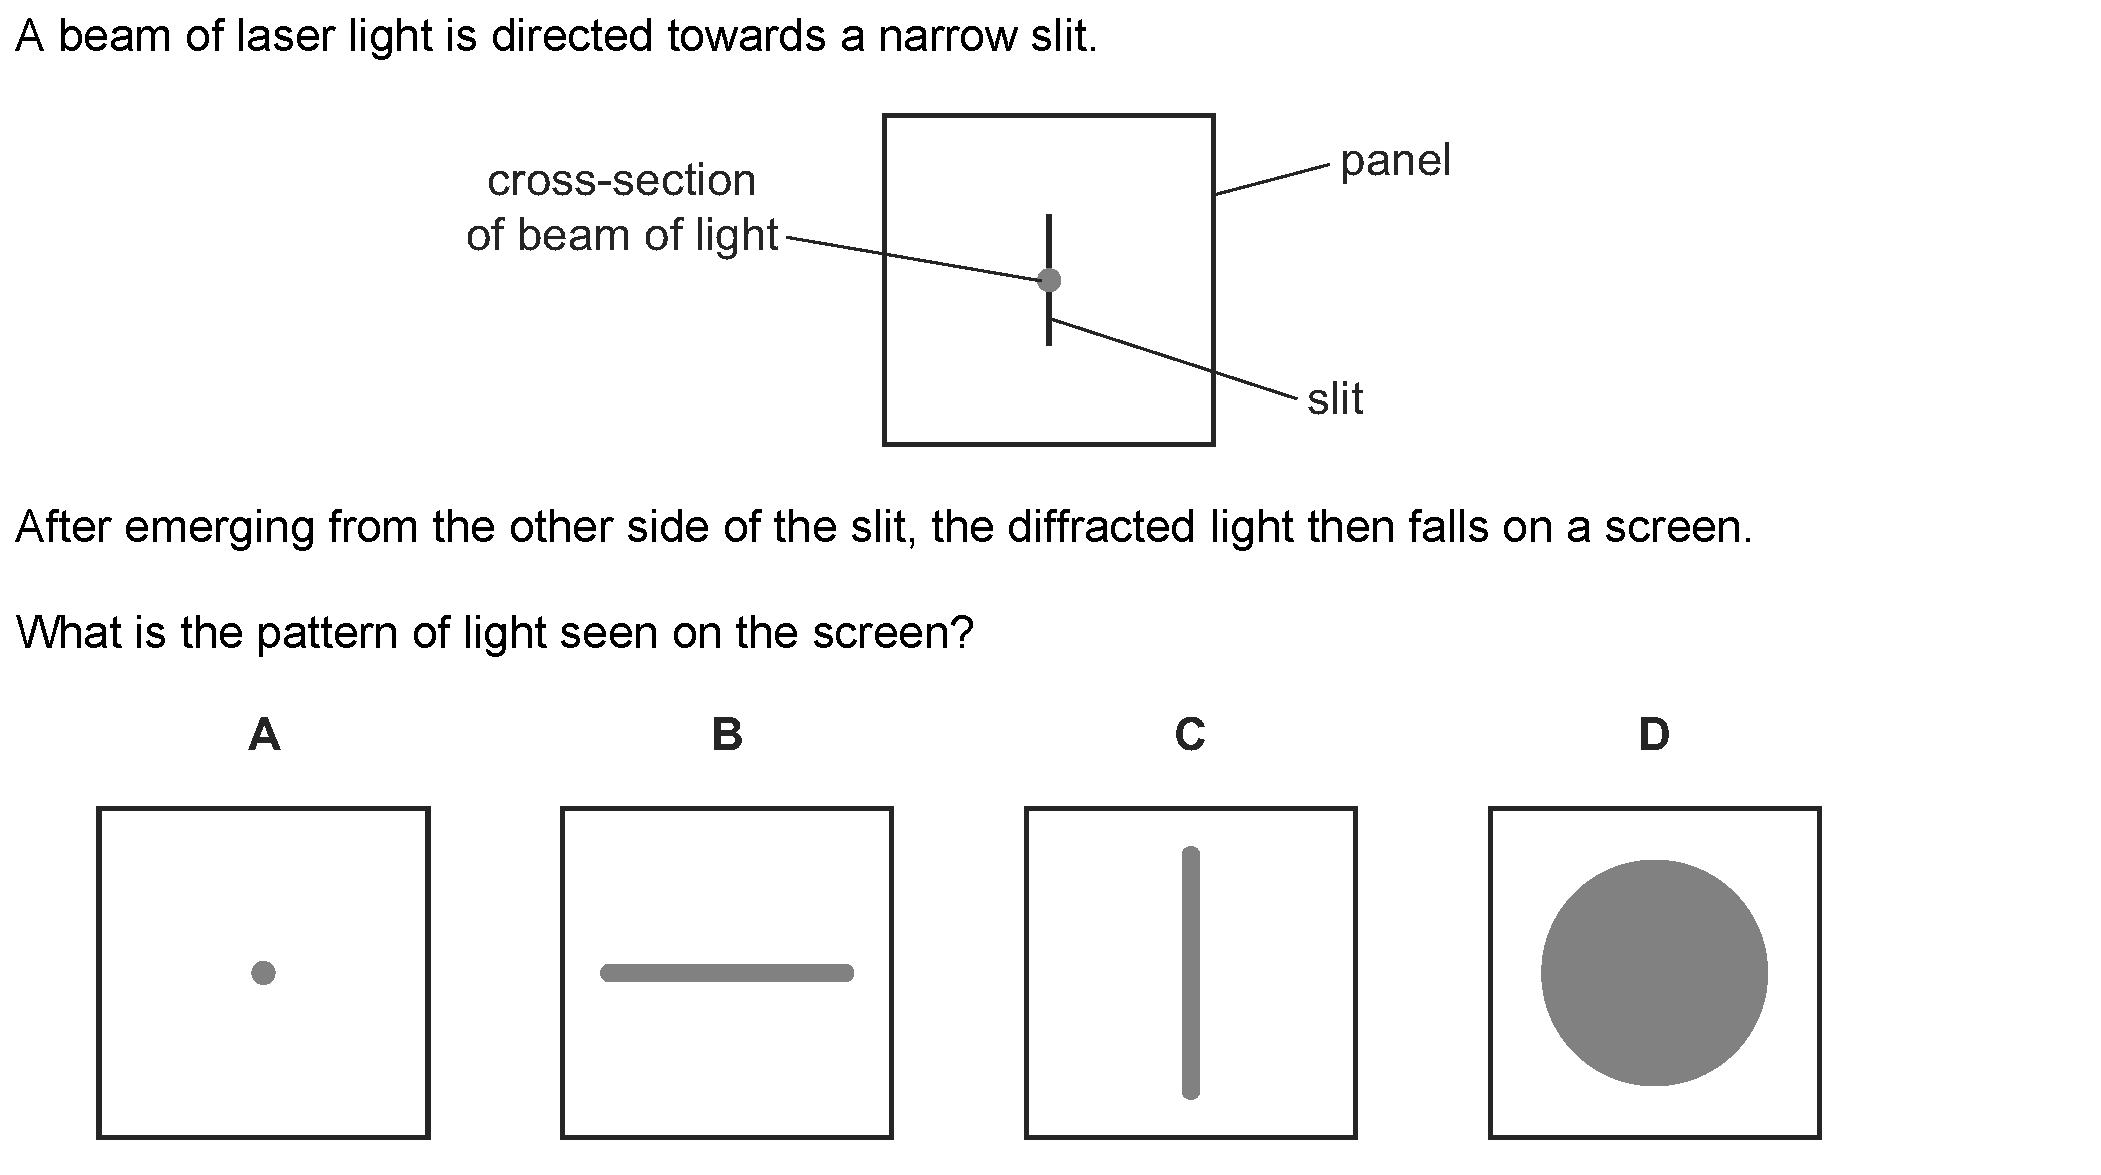 A beam of laser light is directed towards a narrow slit.
panel
cross-section
of beam of light
slit
After emerging from the other side of the slit, the diffracted light then falls on a screen.
What is the pattern of light seen on the screen?
A B C D